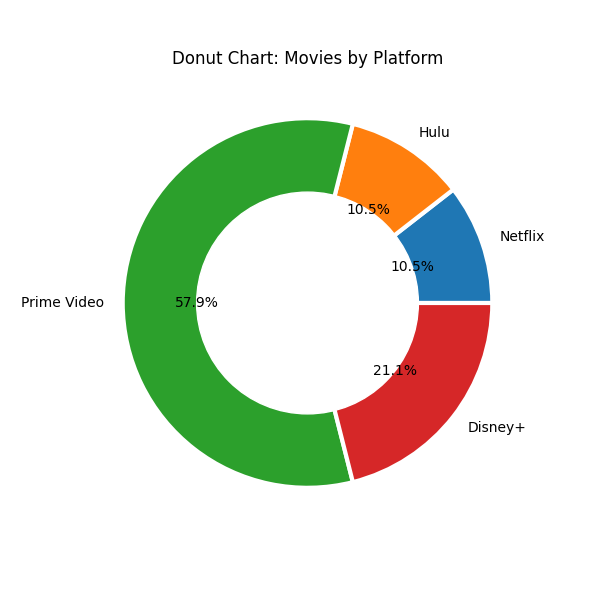 Donut Chart: Movies by Platform
Hulu
10.5%
Netflix
10.5%
Prime Video
57.9%
21.1%
Disney+